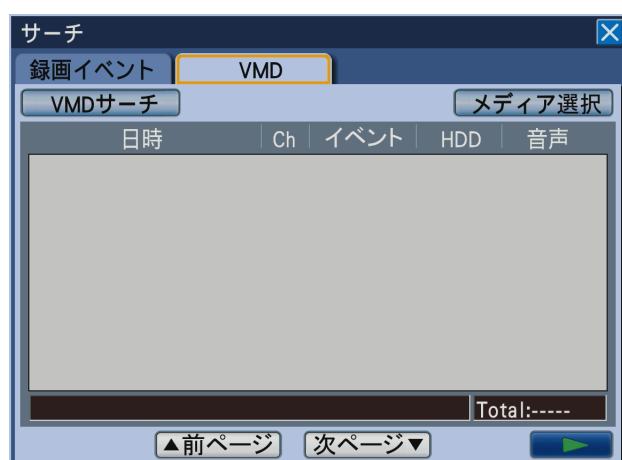 サーチ
録画イベント VMD
VMDサーチ メディア選択
日時 Ch イベント HDD 音声
Total:-----
▲前ページ 次ページ▼